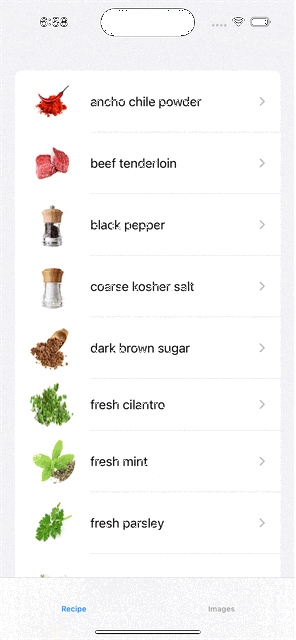 6:58
ancho chile powder
beef tenderloin
black pepper
coarse kosher salt
dark brown sugar
fresh cilantro
fresh mint
fresh parsley
Recipe
Images